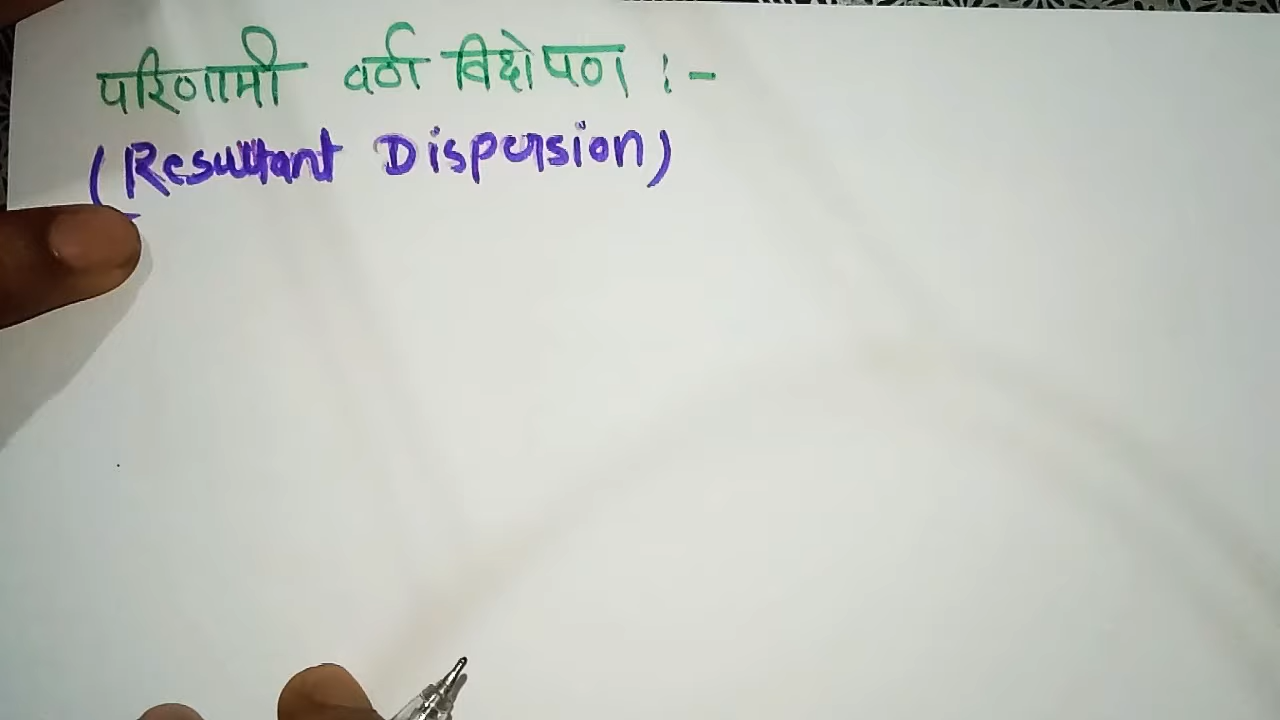 परिणामी वर्ण विक्षेपण :-
(Resultant Dispersion)